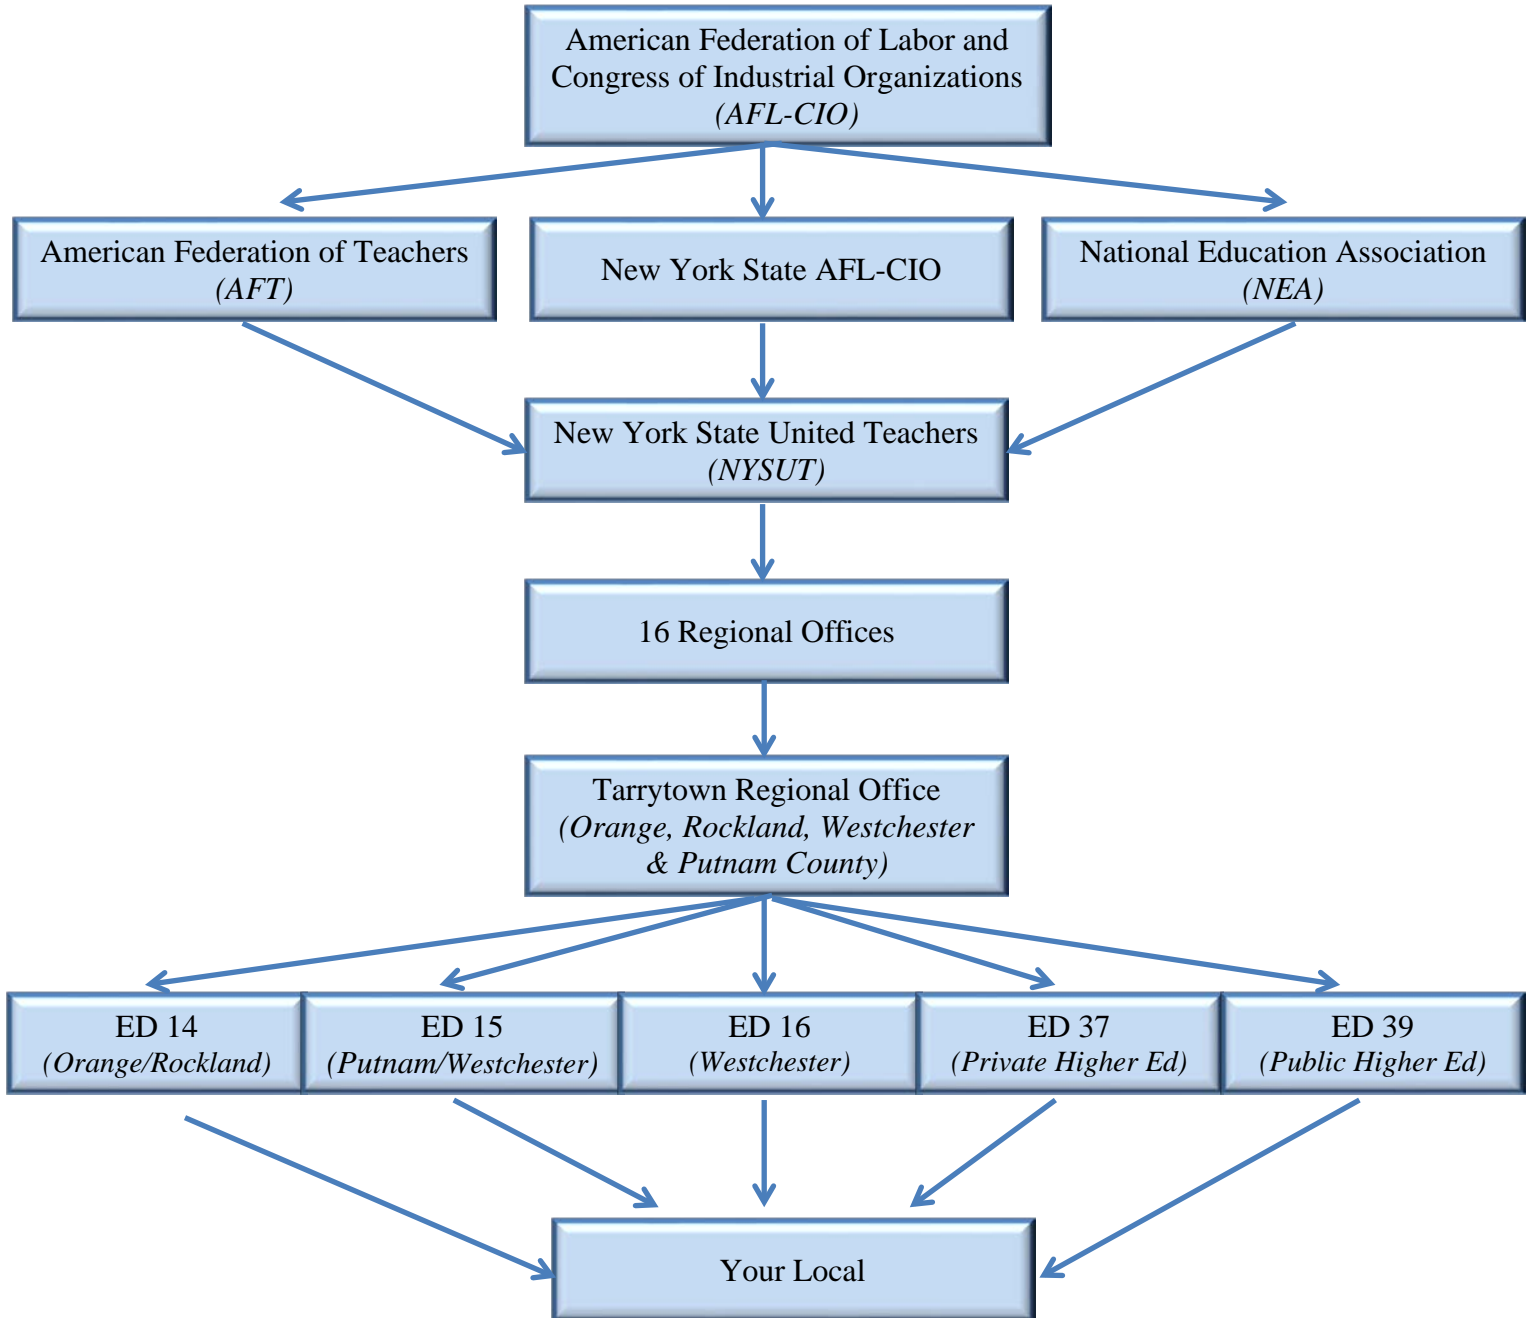 American Federation of Labor and
Congress of Industrial Organizations
(AFL-CIO)
American Federation of Teachers
(AFT)
New York State AFL-CIO
National Education Association
(NEA)
New York State United Teachers
(NYSUT)
16 Regional Offices
Tarrytown Regional Office
(Orange, Rockland, Westchester
& Putnam County)
ED 14
(Orange/Rockland)
ED 15
(Putnam/Westchester)
ED 16
(Westchester)
ED 37
(Private Higher Ed)
ED 39
(Public Higher Ed)
Your Local